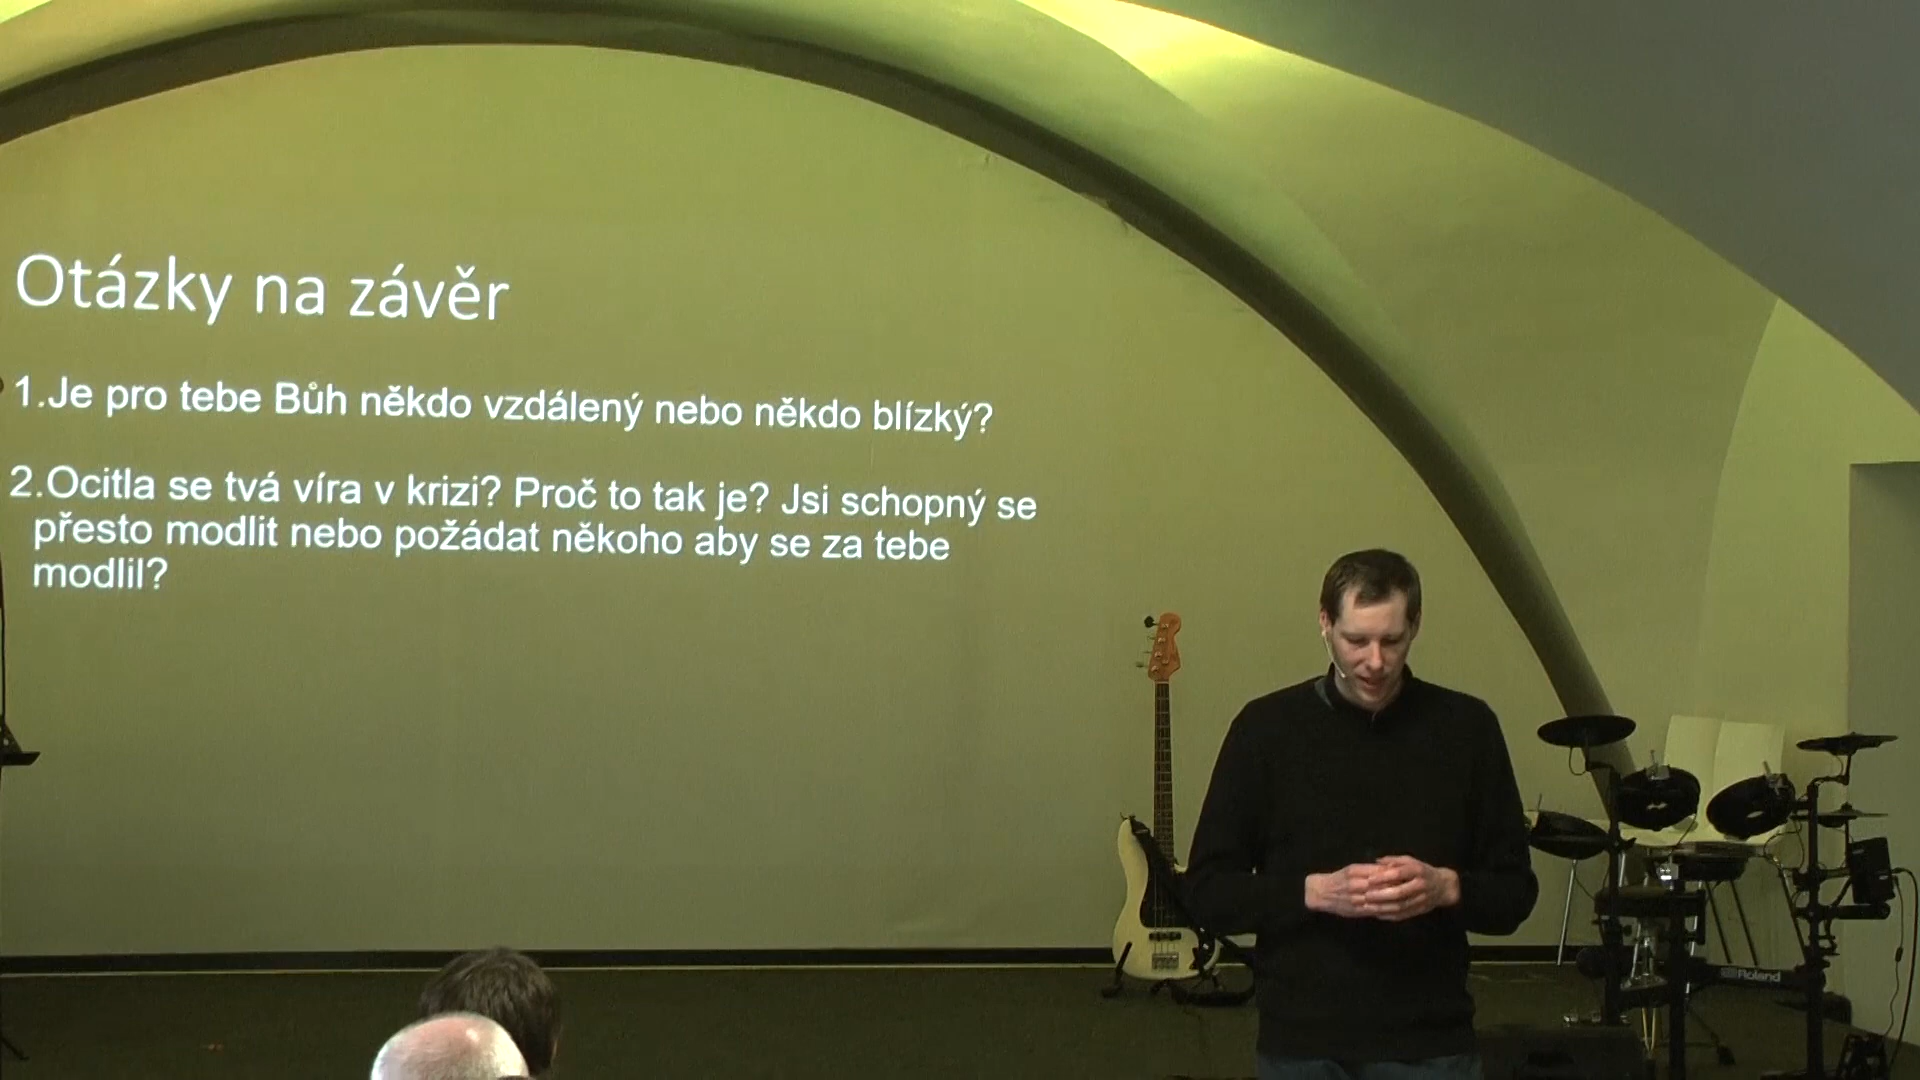 Otázky na závěr
1.Je pro tebe Bůh někdo vzdálený nebo někdo blízký?
2.Ocitla se tvá víra v krizi? Proč to tak je? Jsi schopný se
přesto modlit nebo požádat někoho aby se za tebe
modlil?
Roland